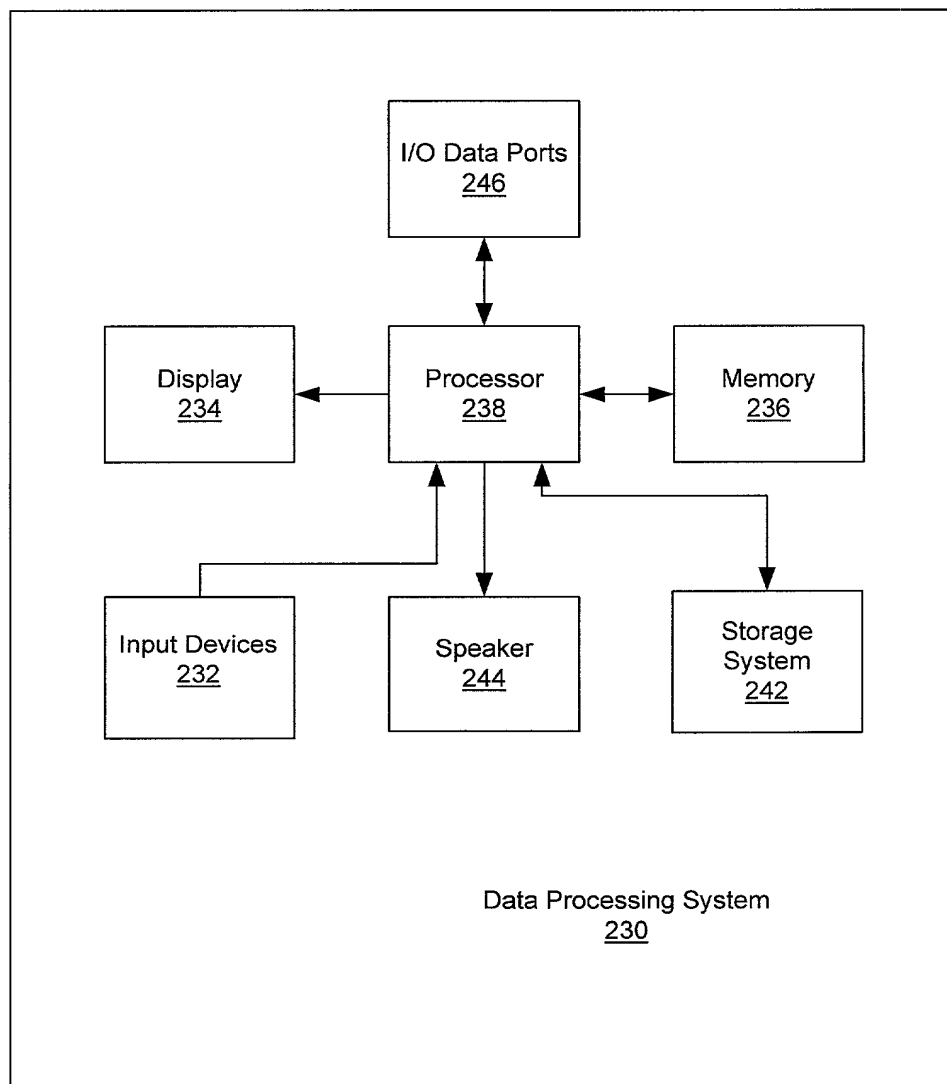 I/O Data Ports
246
Display
234
Processor
238
Memory
236
Input Devices
232
Speaker
244
Storage
System
242
Data Processing System
230